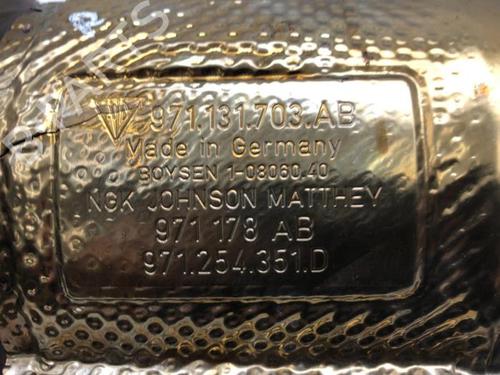 971.131.703.AB
Made in Germany
BOYSEN 1-08060.40
NGK JOHNSON MATTHEY
971 178 AB
971.254.351.D